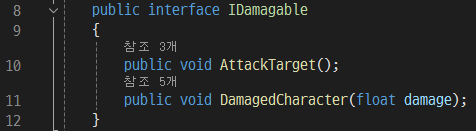 8 public interface IDamagable
9 {
참조 3개
10 public void AttackTarget();
참조 5개
11 public void DamagedCharacter(float damage);
12 }